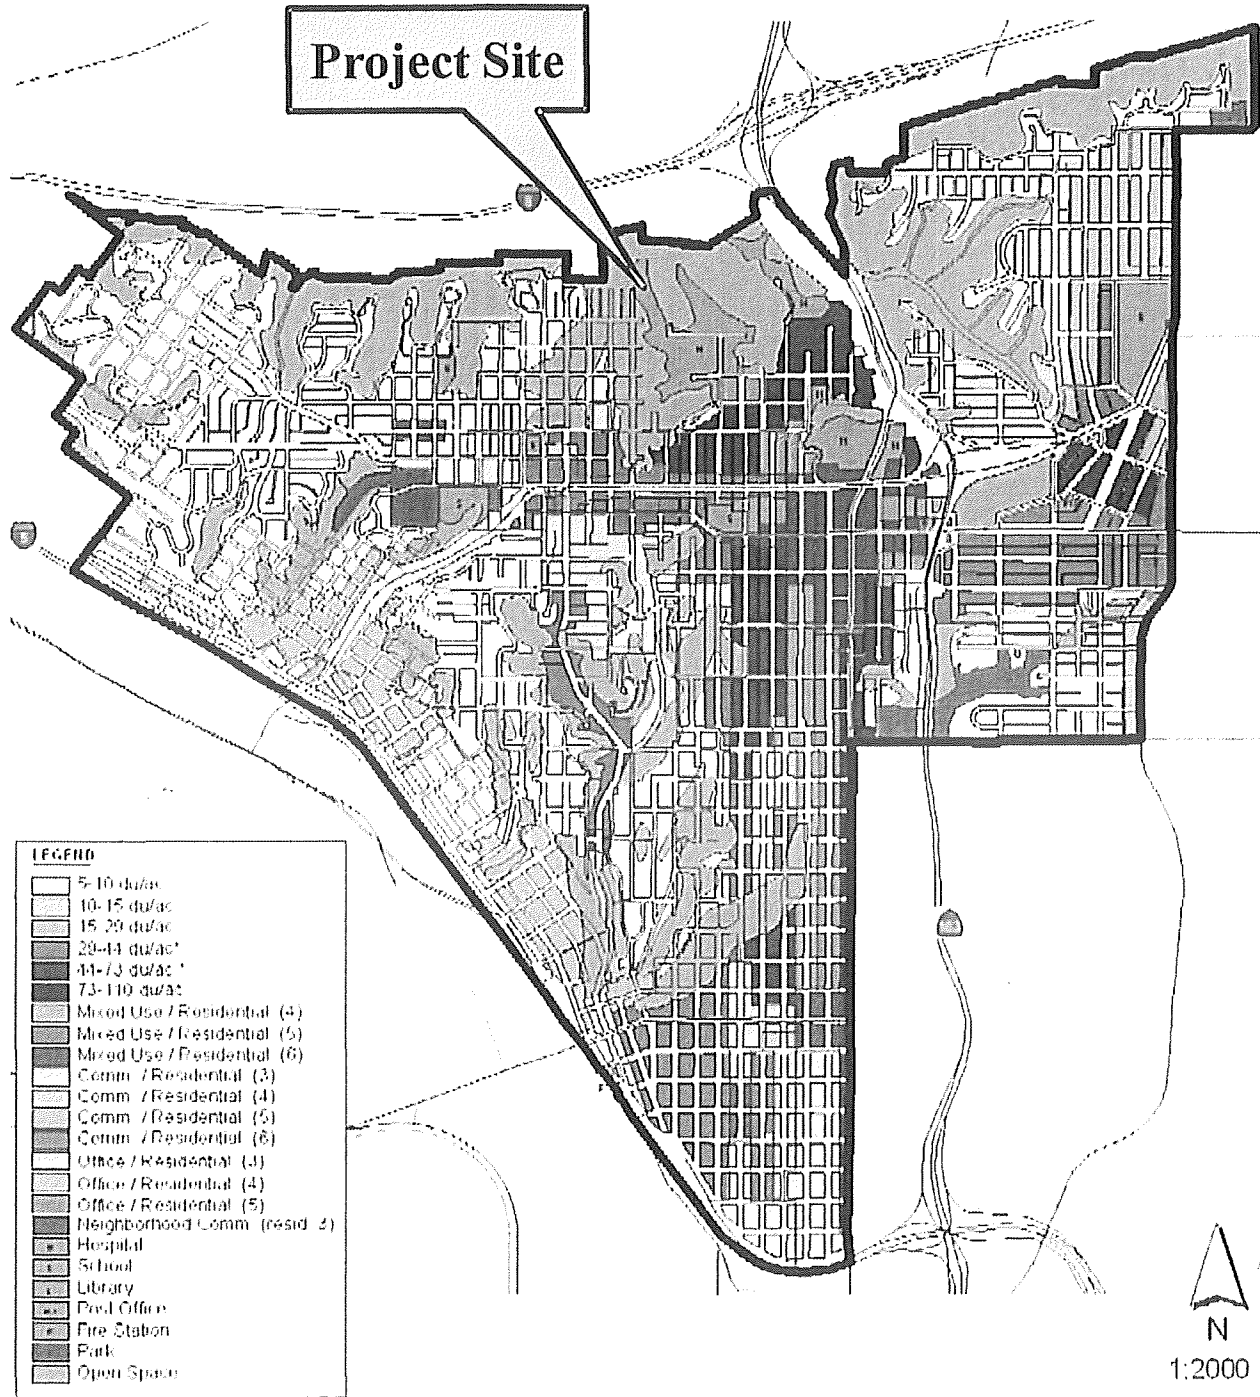 Project Site
LEGEND
5-10 du/ac
10-15 du/ac
15-29 du/ac
29-44 du/ac*
44-73 du/ac *
73-110 du/ac
Mixed Use / Residential (4)
Mixed Use / Residential (5)
Mixed Use / Residential (6)
Comm. / Residential (3)
Comm. / Residential (4)
Comm. / Residential (5)
Comm. / Residential (6)
Office / Residential (3)
Office / Residential (4)
Office / Residential (5)
Neighborhood Comm. (resid. 3)
Hospital
School
Library
Post Office
Fire Station
Park
Open Space
N
1:2000